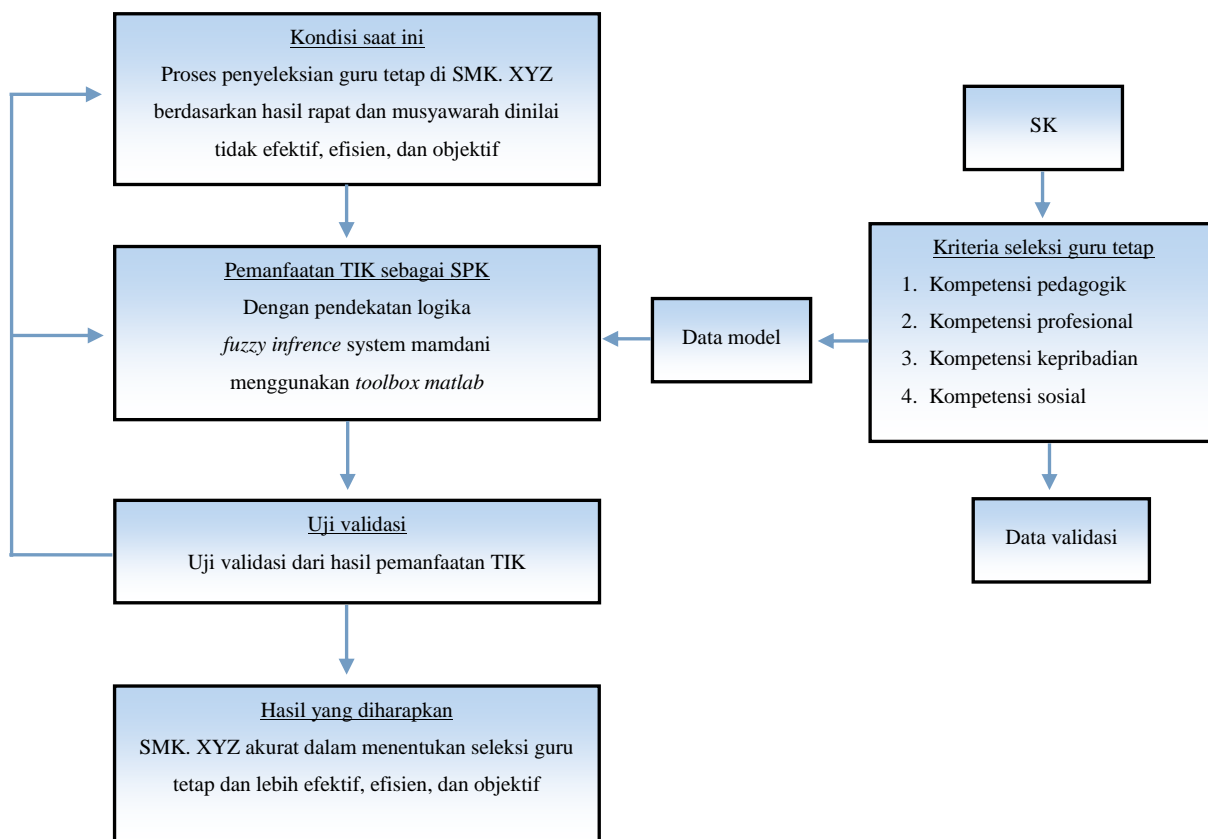 Kondisi saat ini
Proses penyeleksian guru tetap di SMK. XYZ
berdasarkan hasil rapat dan musyawarah dinilai
tidak efektif, efisien, dan objektif
Pemanfaatan TIK sebagai SPK
Dengan pendekatan logika
fuzzy infrence system mamdani
menggunakan toolbox matlab
Uji validasi
Uji validasi dari hasil pemanfaatan TIK
Hasil yang diharapkan
SMK. XYZ akurat dalam menentukan seleksi guru
tetap dan lebih efektif, efisien, dan objektif
SK
Kriteria seleksi guru tetap
1. Kompetensi pedagogik
2. Kompetensi profesional
3. Kompetensi kepribadian
4. Kompetensi sosial
Data model
Data validasi